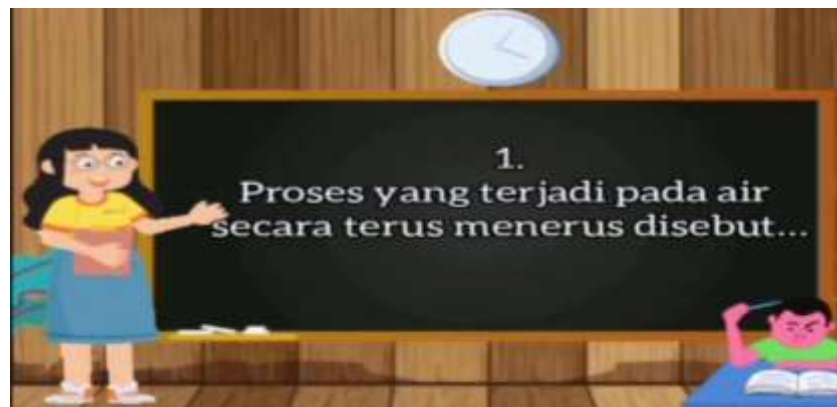 1.
Proses yang terjadi pada air
secara terus menerus disebut...